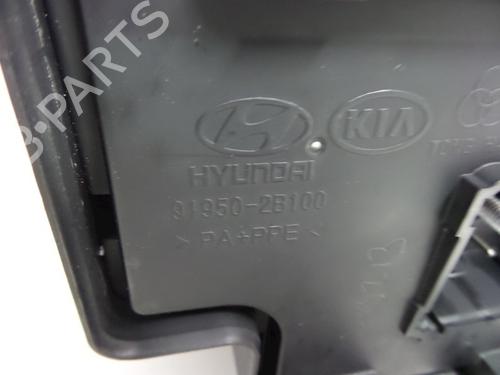 KIA
HYUNDAI
91950-2B100
> PA+PPE <
B-PARTS